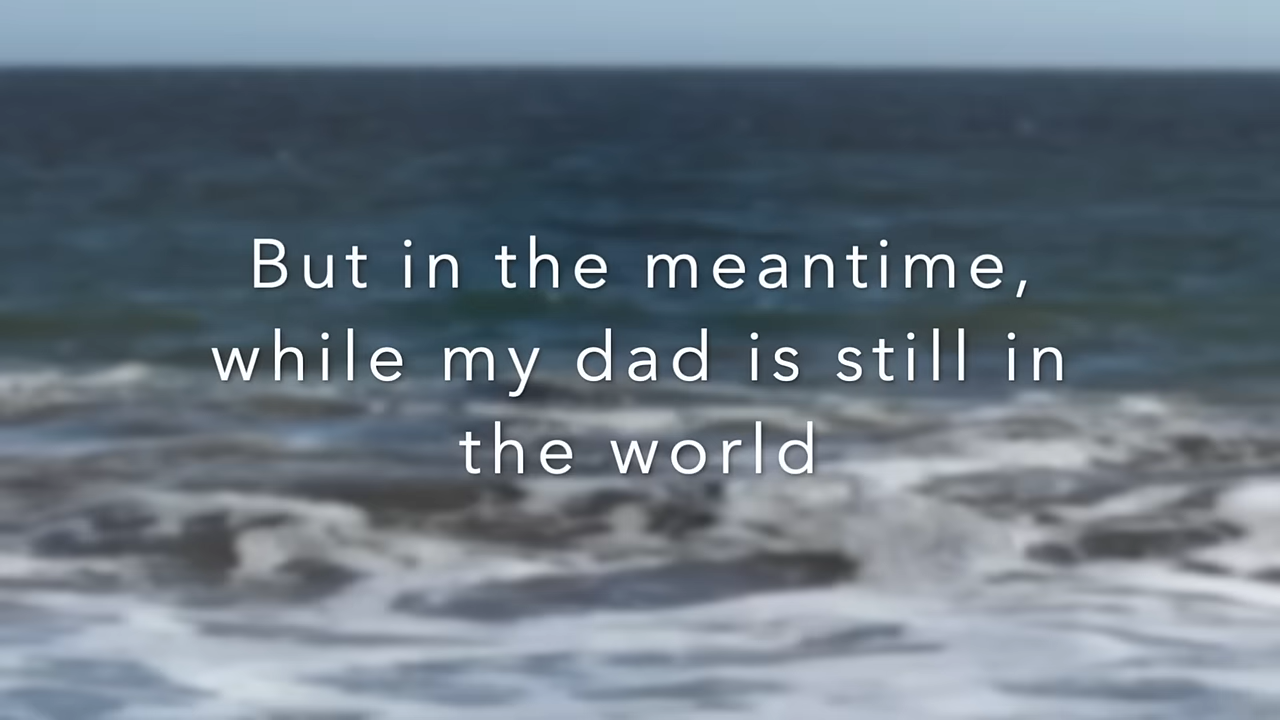 But in the meantime,
while my dad is still in
the world